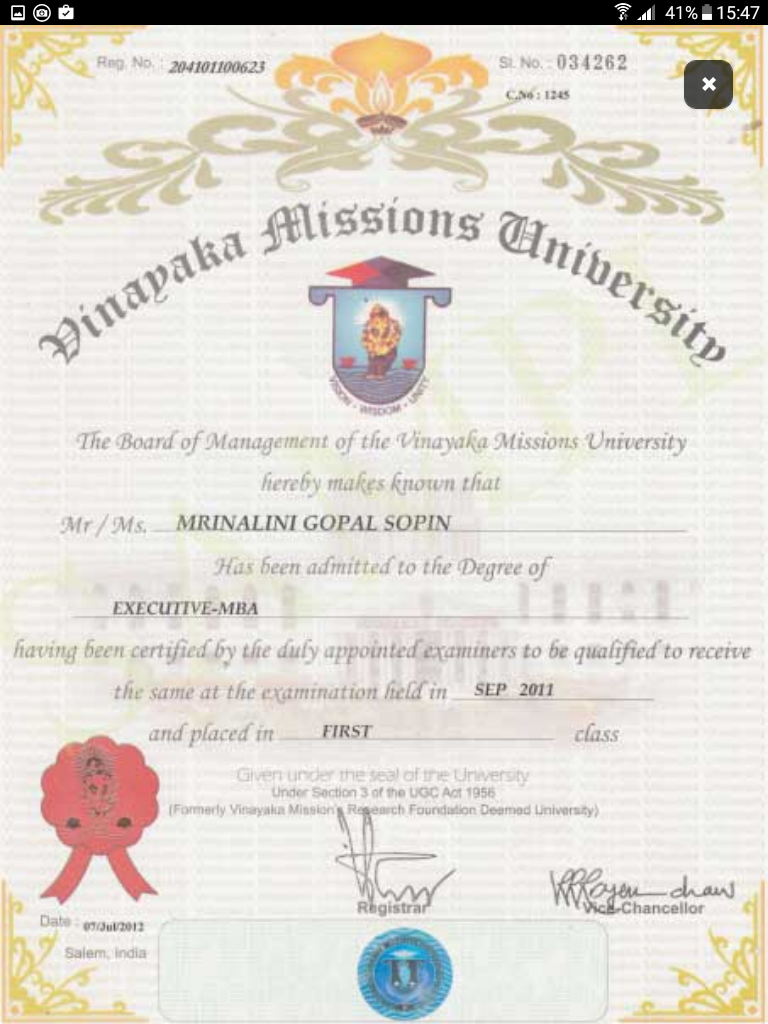 41% 15:47
Reg. No. : 204101100623
Sl. No. : 034262
C.No : 1245
Vinayaka Missions University
VISION - WISDOM - UNITY
The Board of Management of the Vinayaka Missions University
hereby makes known that
Mr / Ms. MRINALINI GOPAL SOPIN
Has been admitted to the Degree of
EXECUTIVE-MBA
having been certified by the duly appointed examiners to be qualified to receive
the same at the examination held in SEP 2011
and placed in FIRST class
Given under the seal of the University
Under Section 3 of the UGC Act 1956
(Formerly Vinayaka Mission's Research Foundation Deemed University)
Registrar
Vice-Chancellor
Date : 07/Jul/2012
Salem, India